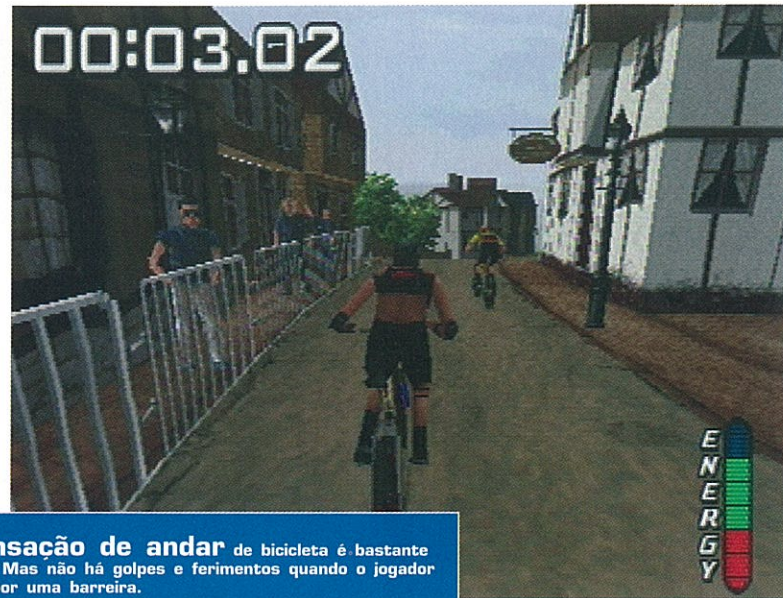 00:03.02
ENERGY
nsação de andar de bicicleta é bastante
Mas não há golpes e ferimentos quando o jogador
or uma barreira.